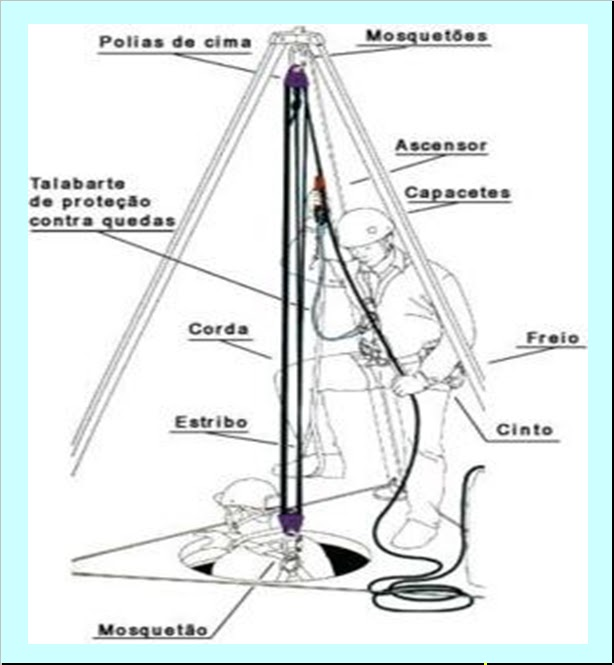 Polias de cima
Mosquetões
Ascensor
Talabarte
de proteção
contra quedas
Capacetes
Corda
Freio
Estribo
Cinto
Mosquetão